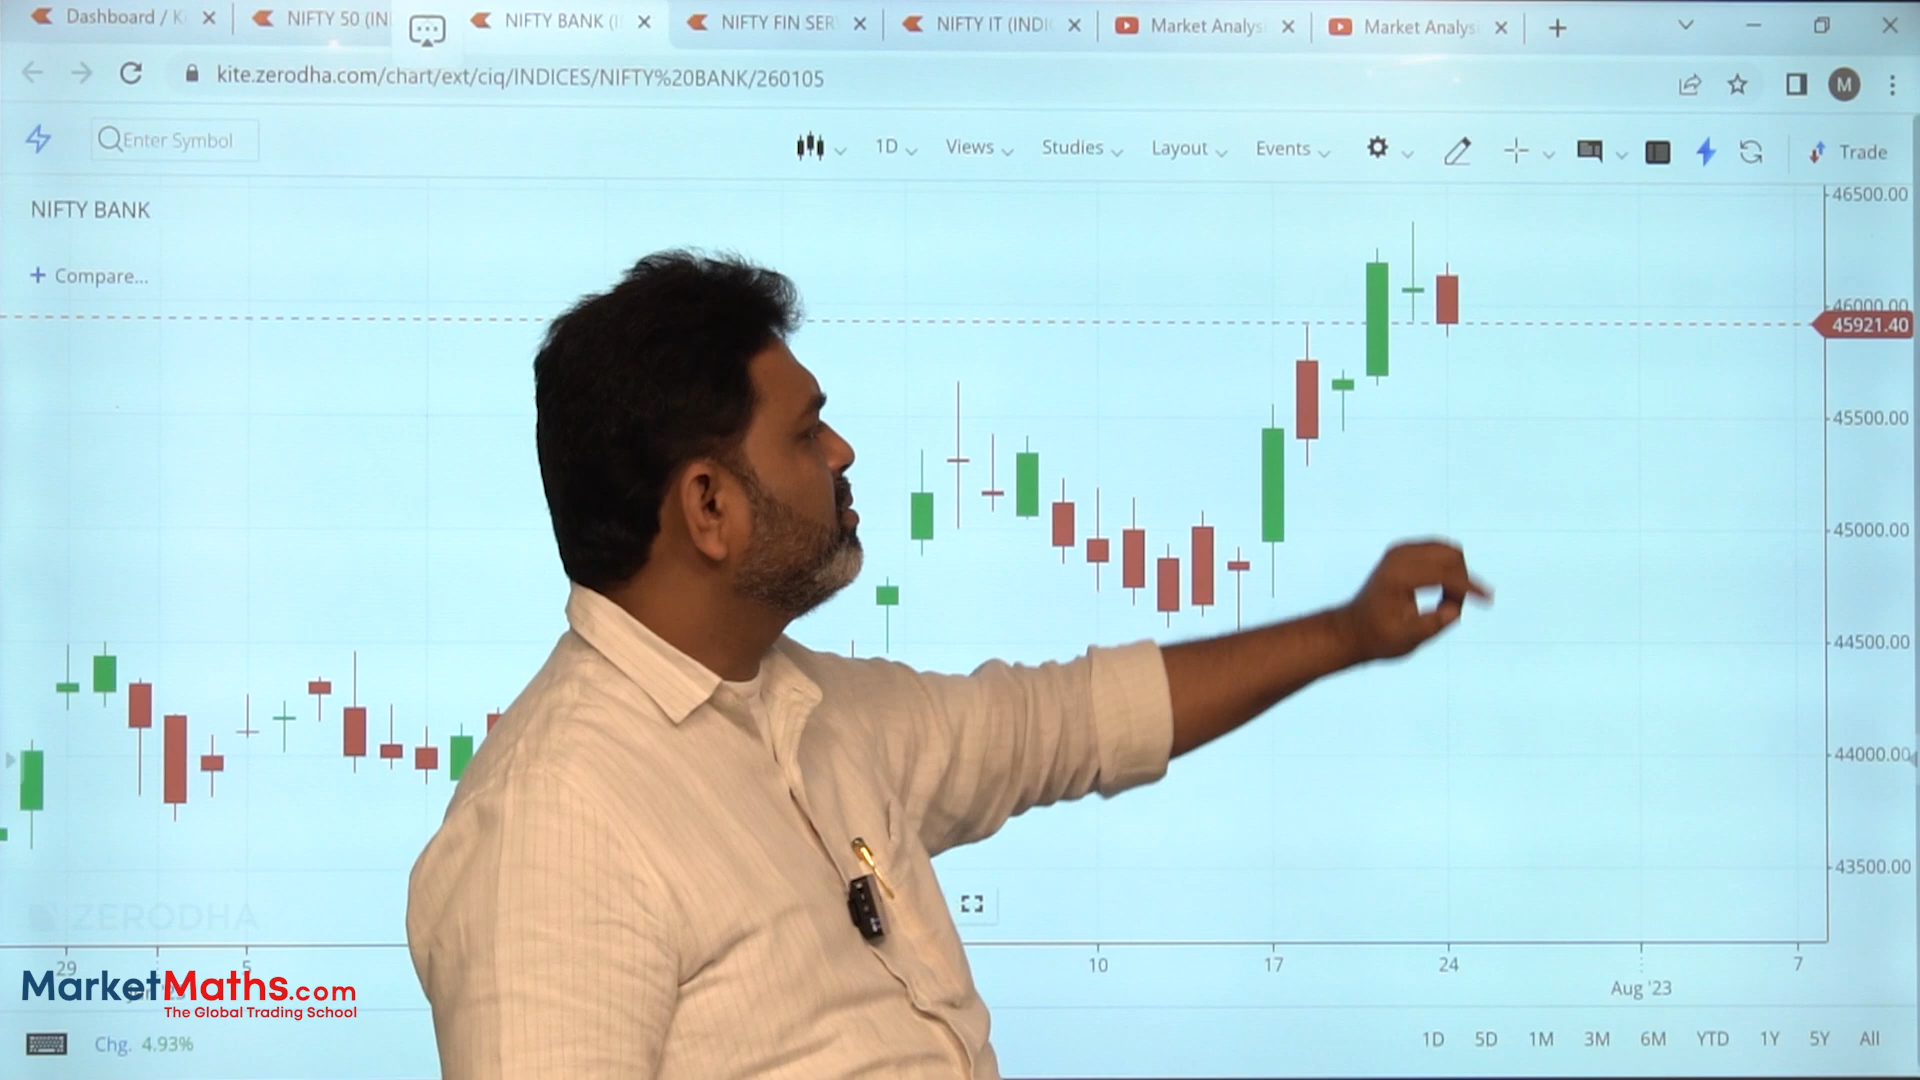 Dashboard / K
NIFTY 50 (IN
NIFTY BANK (I
NIFTY FIN SER
NIFTY IT (INDI
Market Analys
Market Analys
kite.zerodha.com/chart/ext/ciq/INDICES/NIFTY%20BANK/260105
M
Enter Symbol
1D
Views
Studies
Layout
Events
Trade
NIFTY BANK
+ Compare...
46500.00
46000.00
45921.40
45500.00
45000.00
44500.00
44000.00
43500.00
ZERODHA
29
5
10
17
24
7
Aug '23
MarketMaths.com
The Global Trading School
Chg. 4.93%
1D 5D 1M 3M 6M YTD 1Y 5Y All